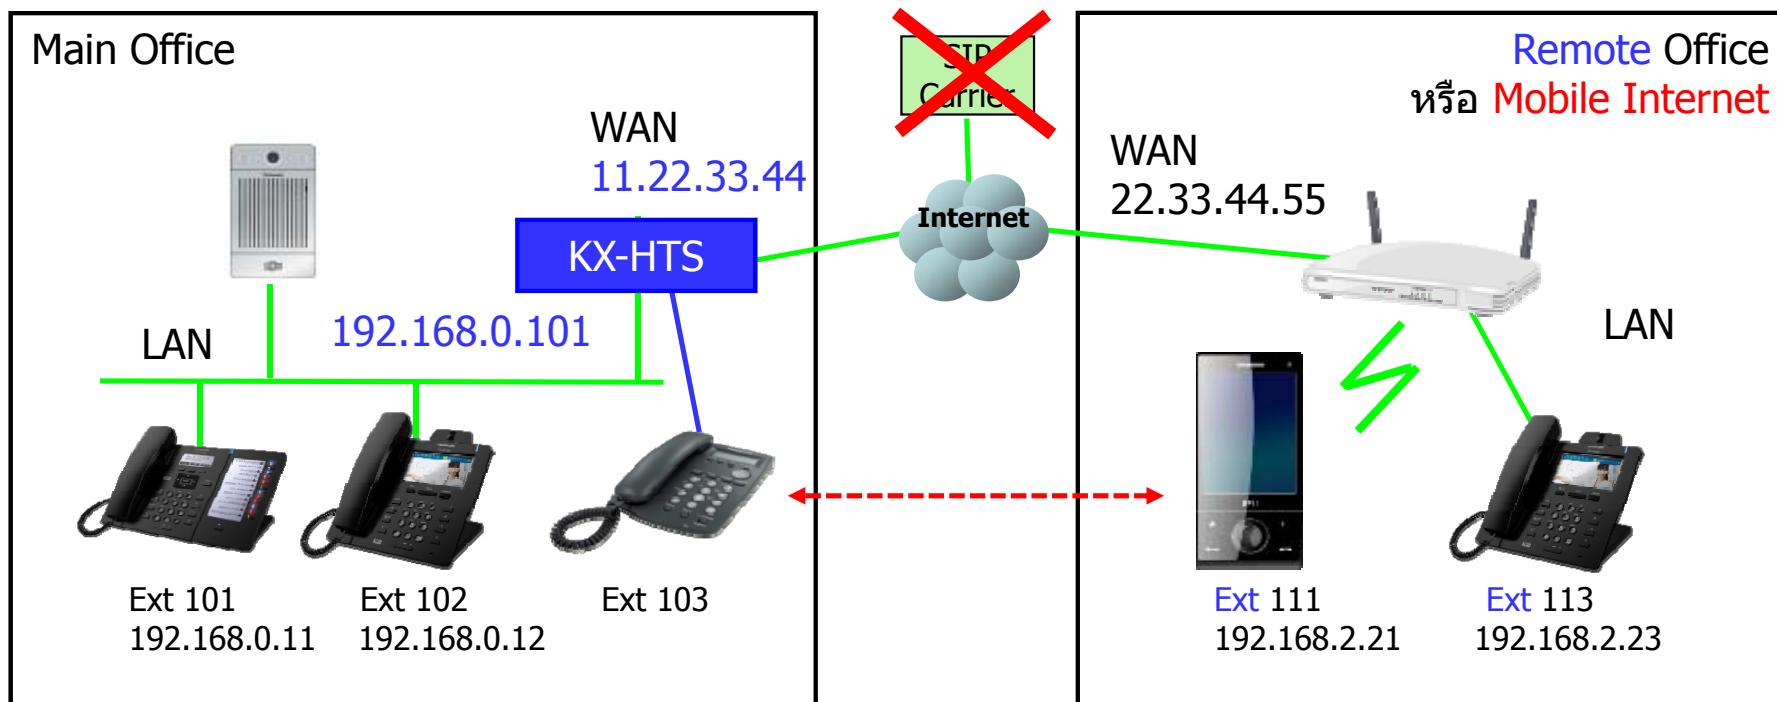 Main Office
WAN
11.22.33.44
KX-HTS
192.168.0.101
LAN
Ext 101
192.168.0.11
Ext 102
192.168.0.12
Ext 103
SIP
Carrier
Internet
Remote Office
หรือ Mobile Internet
WAN
22.33.44.55
LAN
Ext 111
192.168.2.21
Ext 113
192.168.2.23